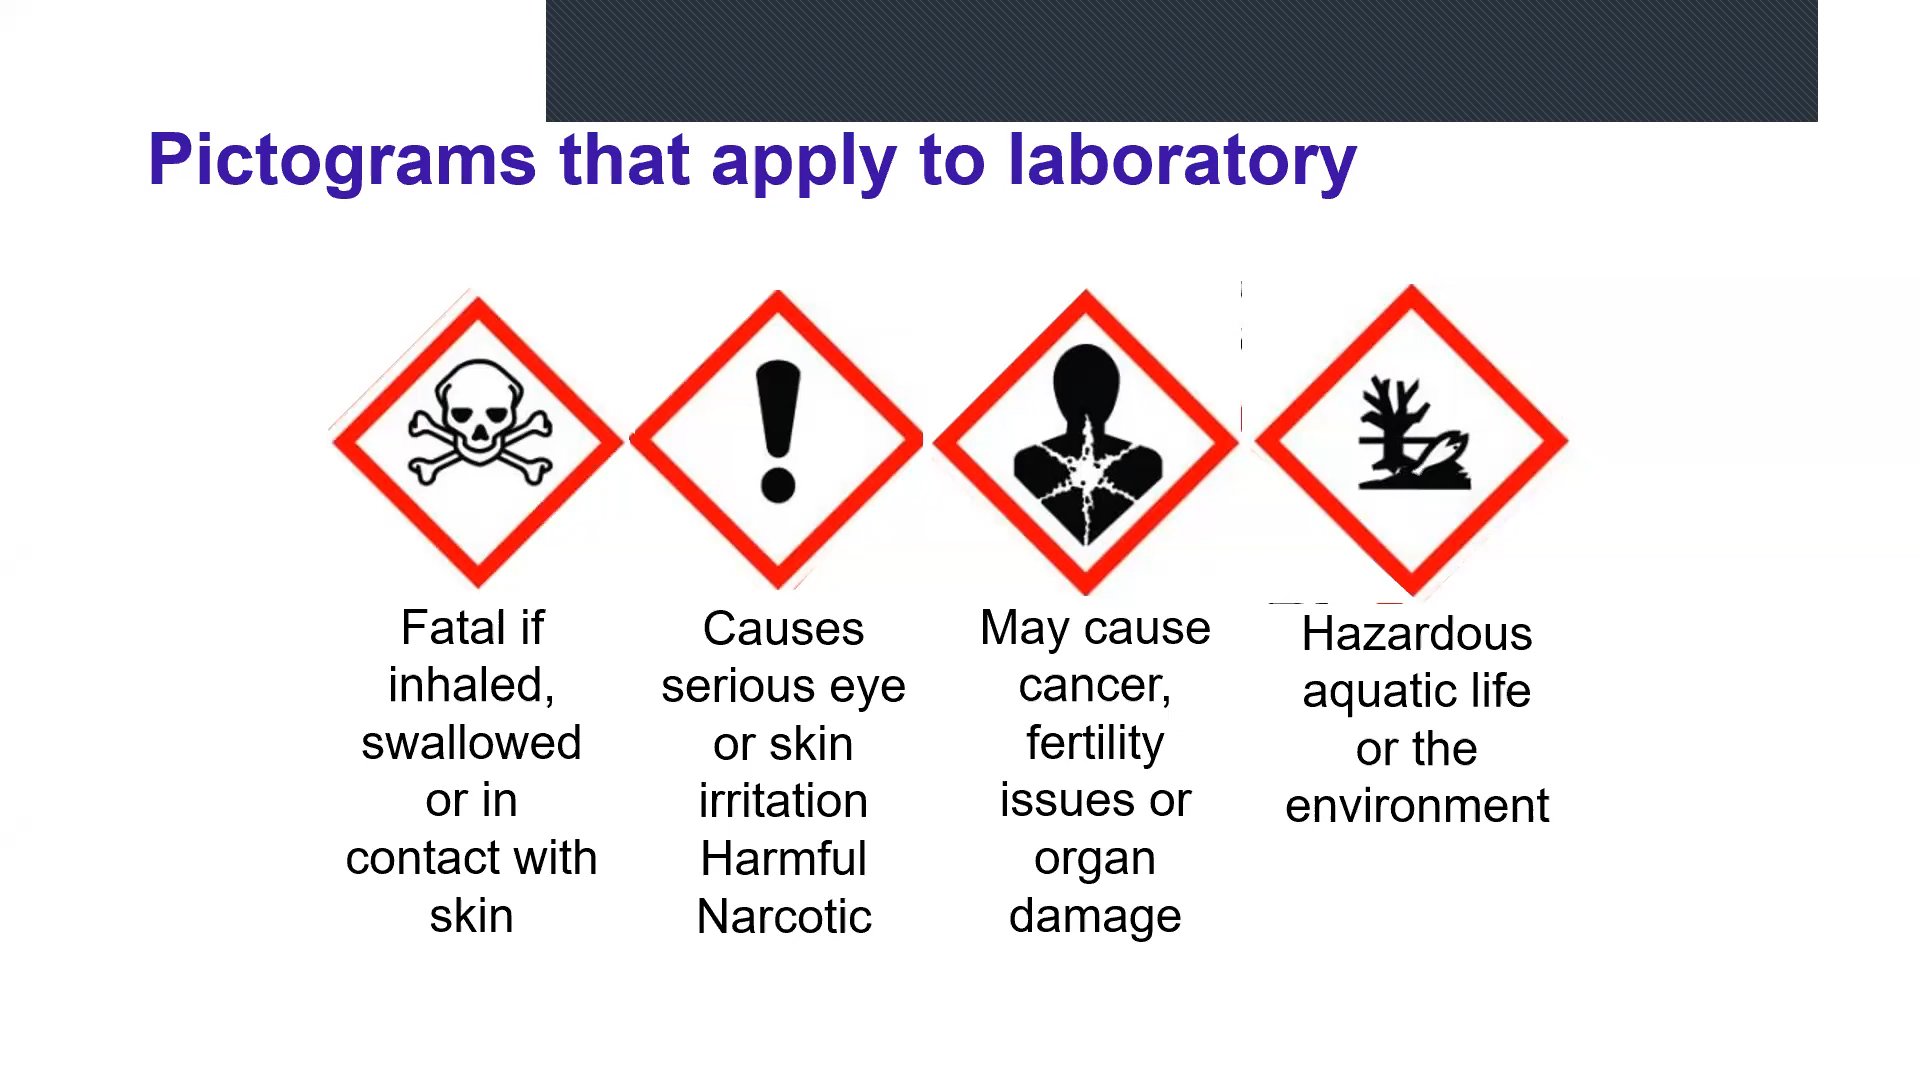 Pictograms that apply to laboratory
Fatal if
inhaled,
swallowed
or in
contact with
skin
Causes
serious eye
or skin
irritation
Harmful
Narcotic
May cause
cancer,
fertility
issues or
organ
damage
Hazardous
aquatic life
or the
environment